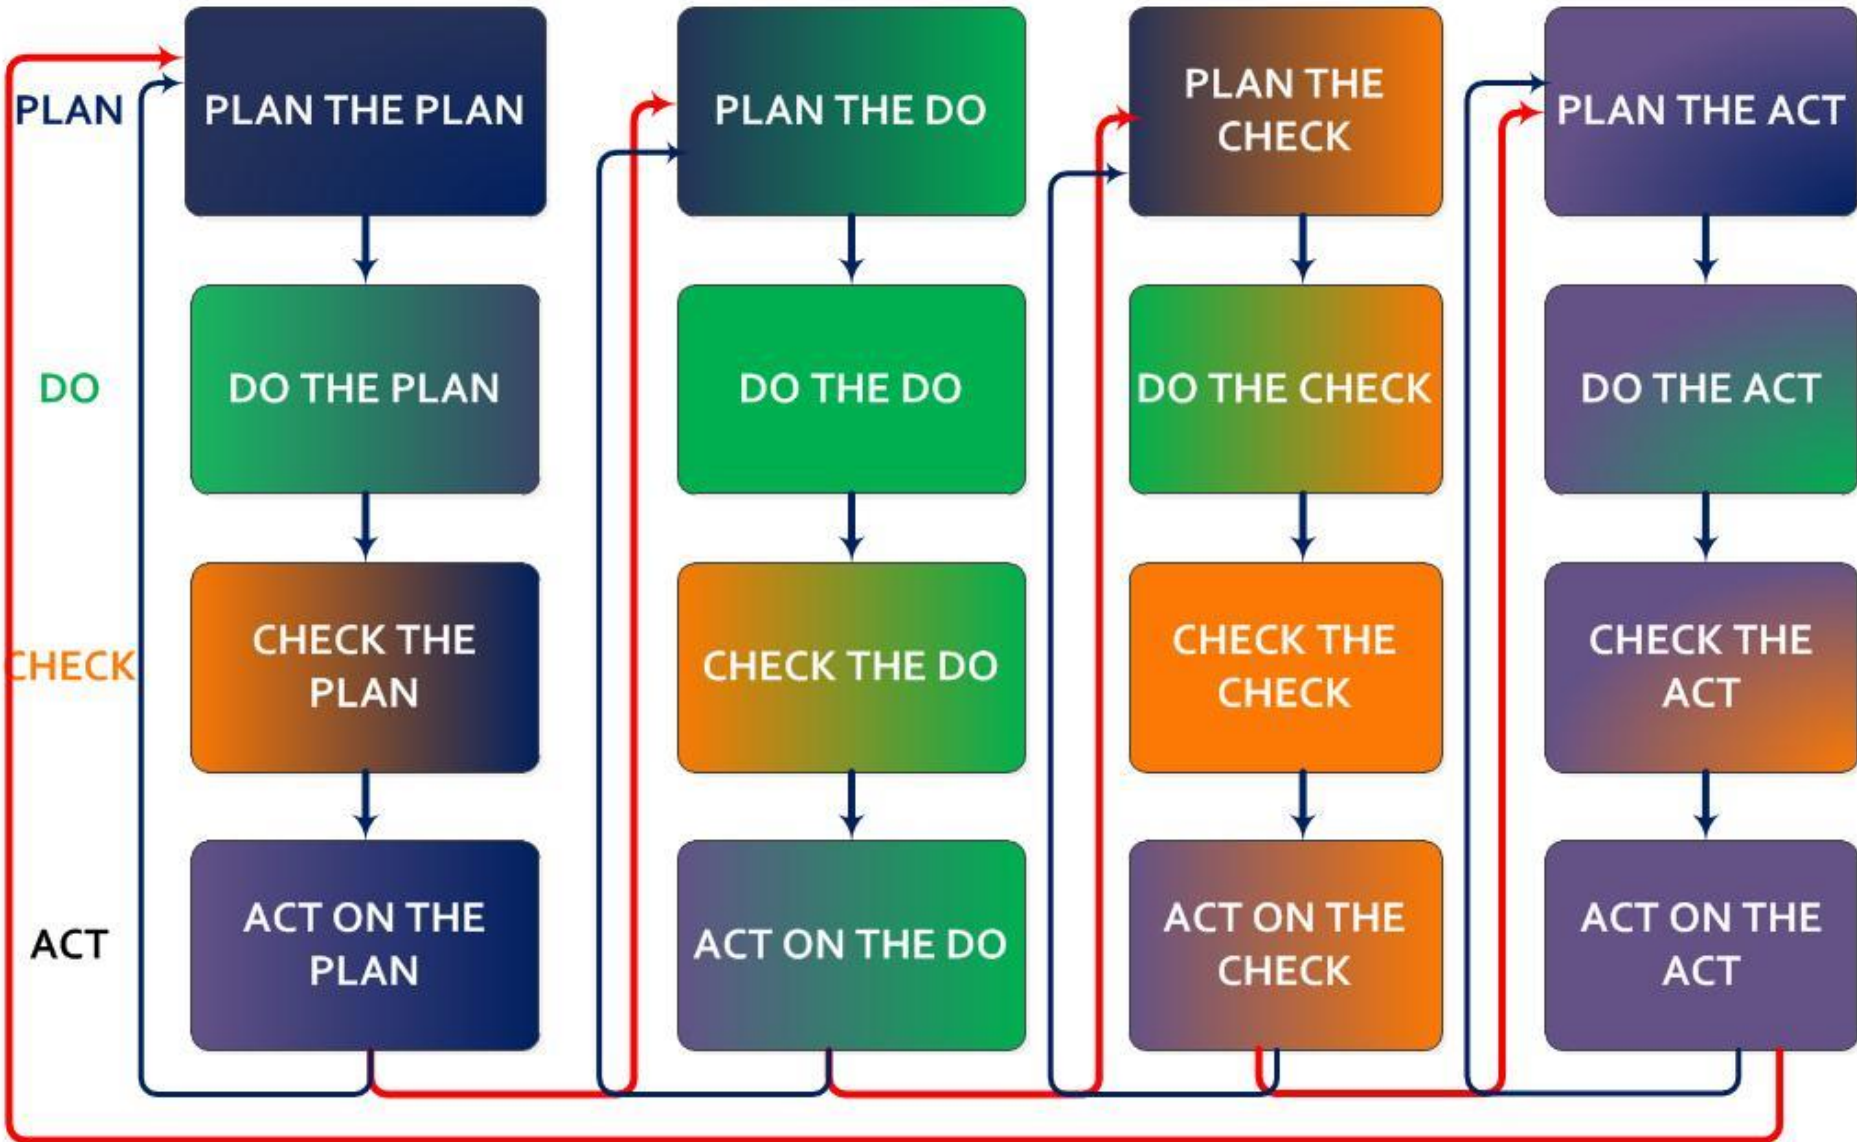 PLAN
PLAN THE PLAN
PLAN THE DO
PLAN THE
CHECK
PLAN THE ACT
DO
DO THE PLAN
DO THE DO
DO THE CHECK
DO THE ACT
CHECK
CHECK THE
PLAN
CHECK THE DO
CHECK THE
CHECK
CHECK THE
ACT
ACT
ACT ON THE
PLAN
ACT ON THE DO
ACT ON THE
CHECK
ACT ON THE
ACT